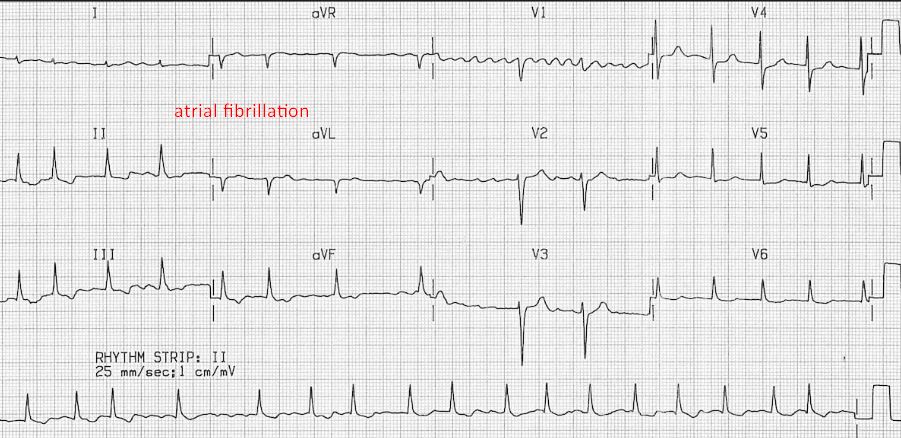 I aVR V1 V4
atrial fibrillation
II aVL V2 V5
III aVF V3 V6
RHYTHM STRIP: II
25 mm/sec;1 cm/mV